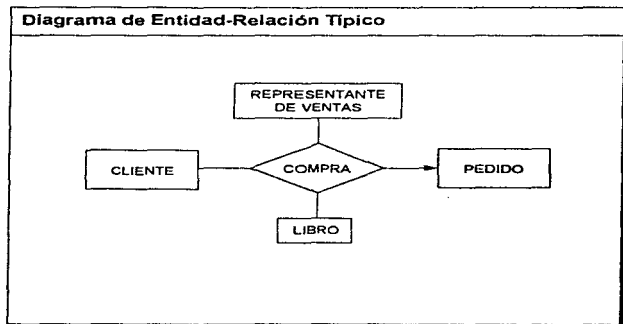 Diagrama de Entidad-Relación Típico
REPRESENTANTE
DE VENTAS
CLIENTE
COMPRA
PEDIDO
LIBRO